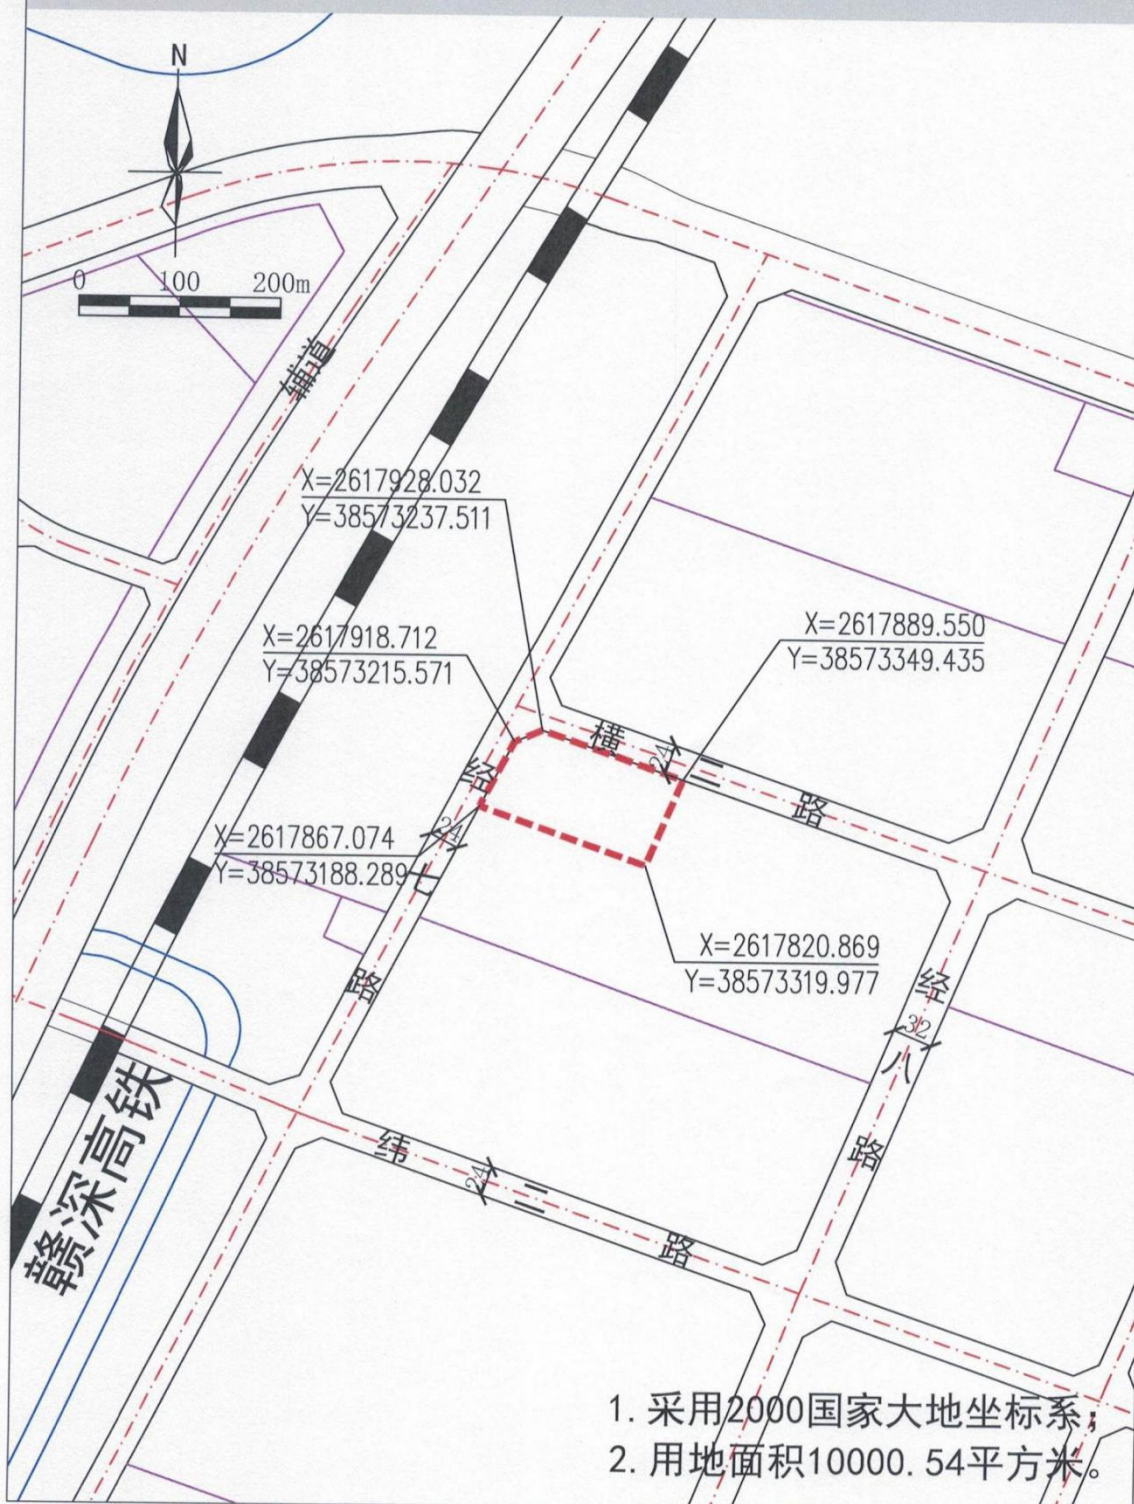 N
0 100 200m
辅道
X=2617928.032
Y=38573237.511
X=2617918.712
Y=38573215.571
X=2617889.550
Y=38573349.435
横二路
24
经七路
24
X=2617867.074
Y=38573188.289
X=2617820.869
Y=38573319.977
经八路
32
赣深高铁
纬二路
24
1. 采用2000国家大地坐标系;
2. 用地面积10000.54平方米。